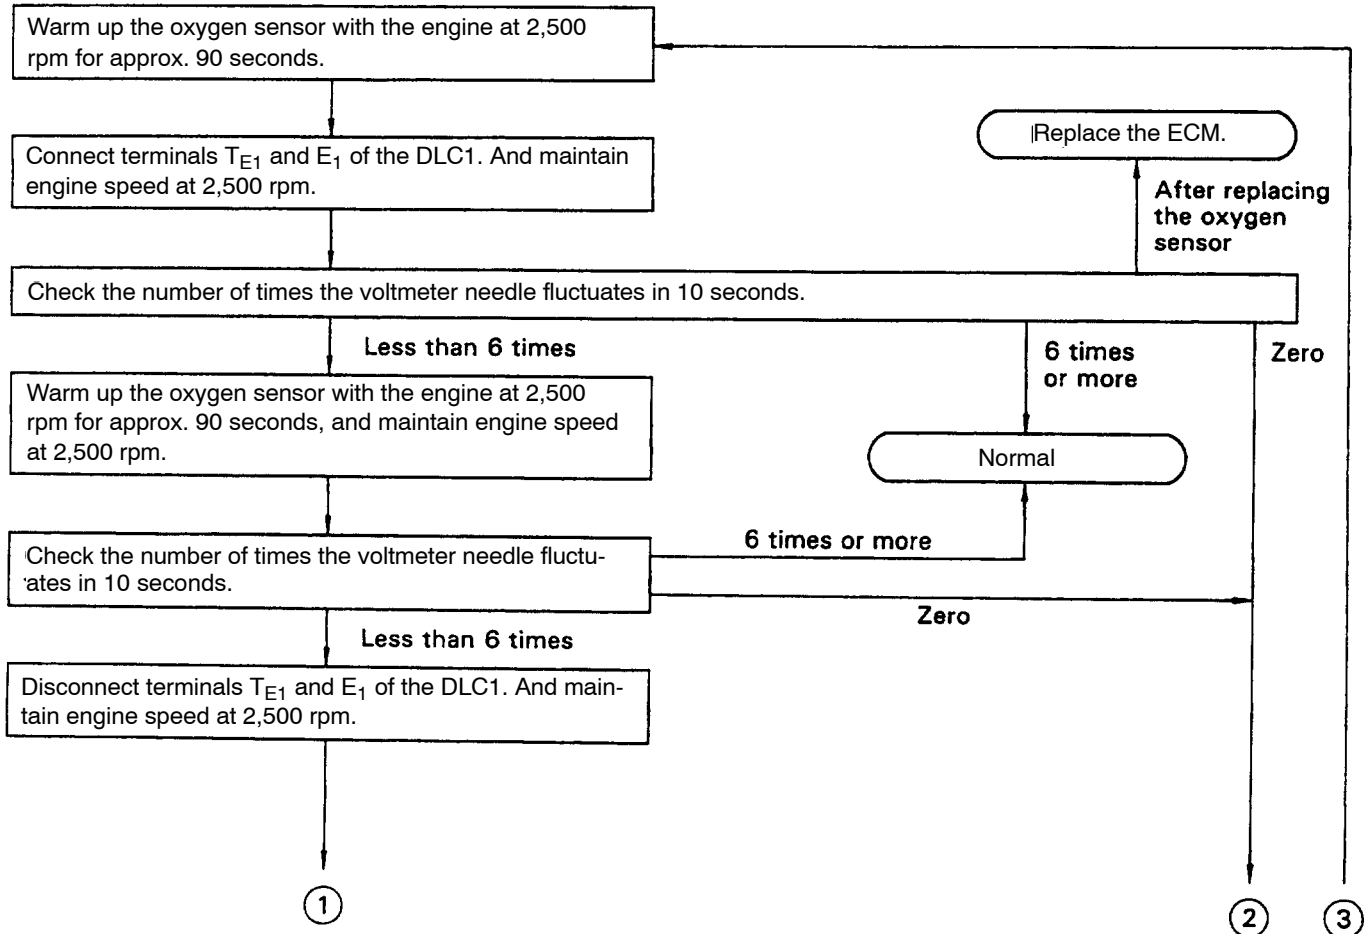 Warm up the oxygen sensor with the engine at 2,500
rpm for approx. 90 seconds.
Replace the ECM.
Connect terminals TE1 and E1 of the DLC1. And maintain
engine speed at 2,500 rpm.
After replacing
the oxygen
sensor
Check the number of times the voltmeter needle fluctuates in 10 seconds.
Less than 6 times
6 times
or more
Zero
Warm up the oxygen sensor with the engine at 2,500
rpm for approx. 90 seconds, and maintain engine speed
at 2,500 rpm.
Normal
Check the number of times the voltmeter needle fluctu-
ates in 10 seconds.
6 times or more
Zero
Less than 6 times
Disconnect terminals TE1 and E1 of the DLC1. And main-
tain engine speed at 2,500 rpm.
1
2
3